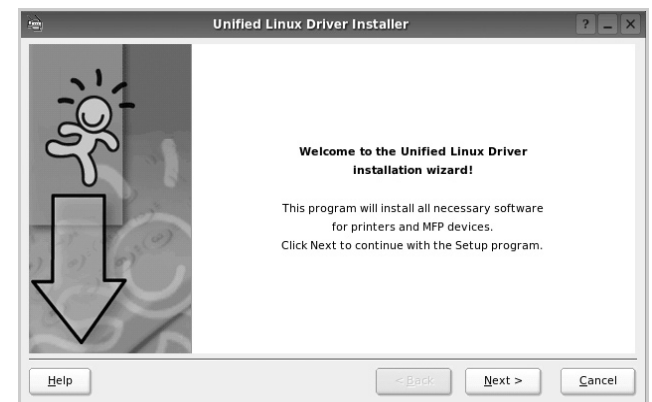 Unified Linux Driver Installer
? _ X
Welcome to the Unified Linux Driver
installation wizard!
This program will install all necessary software
for printers and MFP devices.
Click Next to continue with the Setup program.
Help
< Back
Next >
Cancel